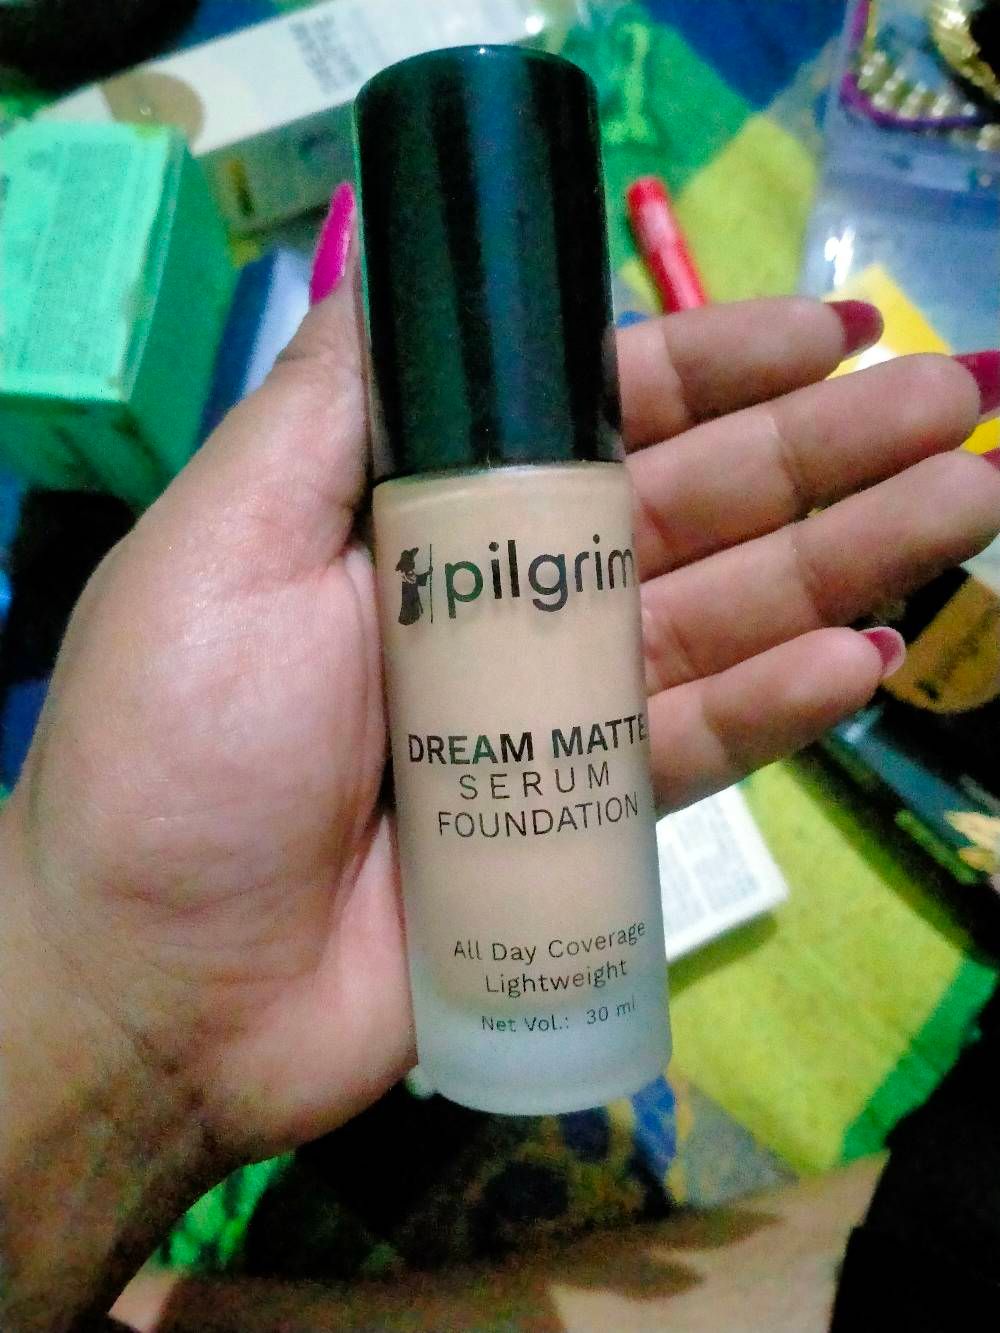 pilgrim
DREAM MATTE
SERUM
FOUNDATION
All Day Coverage
Lightweight
Net Vol.: 30 ml